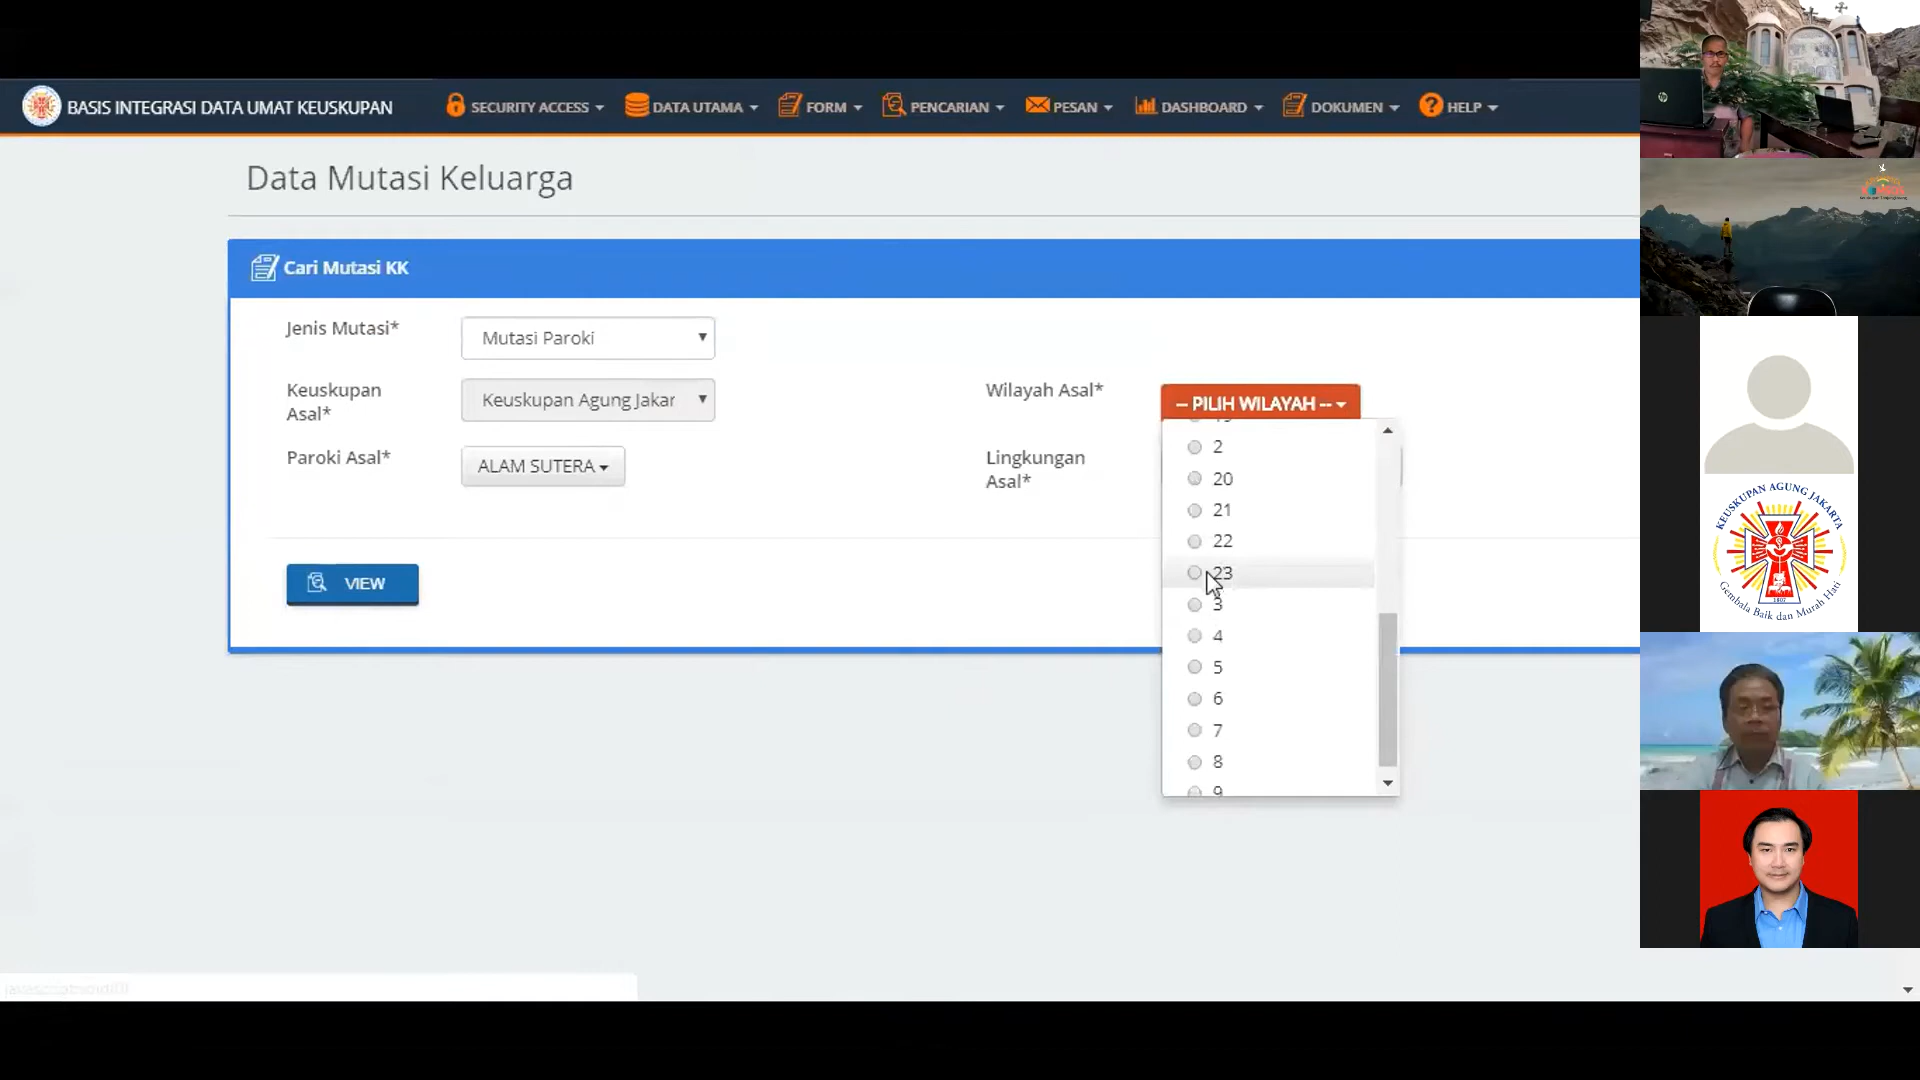 BASIS INTEGRASI DATA UMAT KEUSKUPAN
SECURITY ACCESS
DATA UTAMA
FORM
PENCARIAN
PESAN
DASHBOARD
DOKUMEN
HELP
Data Mutasi Keluarga
Cari Mutasi KK
Jenis Mutasi*
Mutasi Paroki
Keuskupan
Asal*
Keuskupan Agung Jakar
Wilayah Asal*
-- PILIH WILAYAH --
Paroki Asal*
ALAM SUTERA
Lingkungan
Asal*
2
20
21
22
23
3
4
5
6
7
8
9
VIEW
KEUSKUPAN AGUNG JAKARTA
1807
Gembala Baik dan Murah Hati